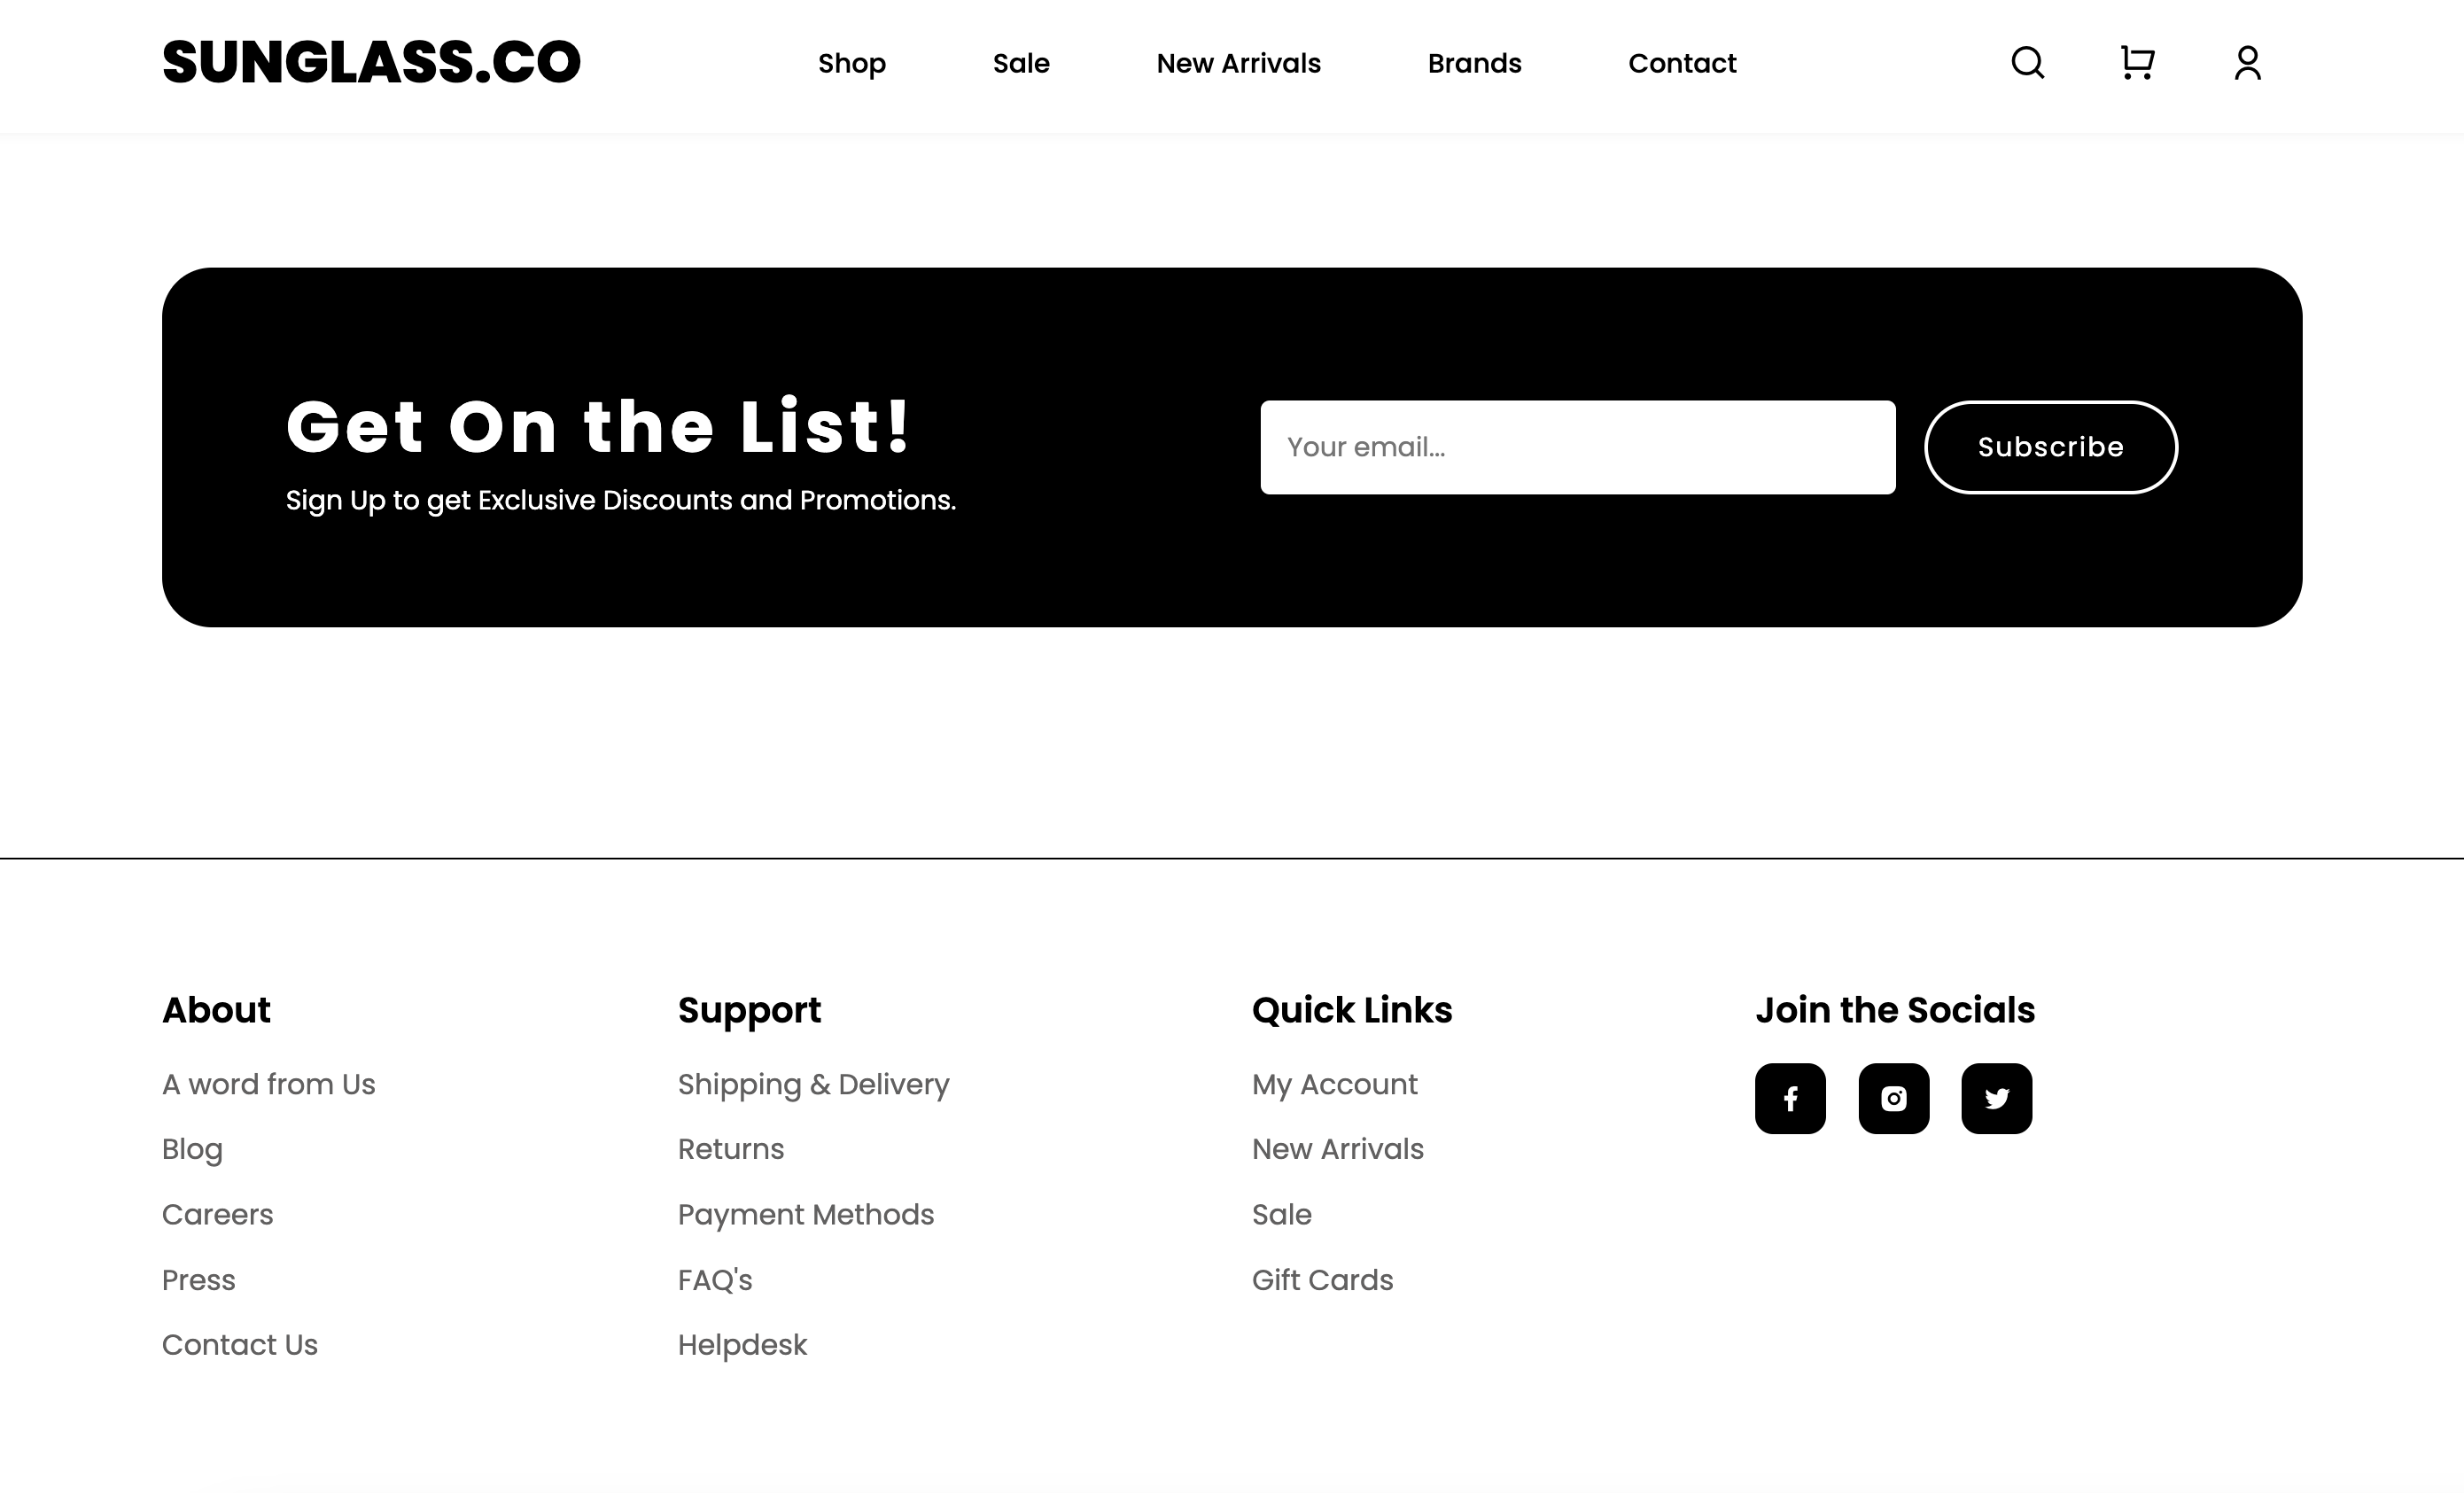 SUNGLASS.CO
Shop
Sale
New Arrivals
Brands
Contact
Get On the List!
Sign Up to get Exclusive Discounts and Promotions.
Your email...
Subscribe
About
A word from Us
Blog
Careers
Press
Contact Us
Support
Shipping & Delivery
Returns
Payment Methods
FAQ's
Helpdesk
Quick Links
My Account
New Arrivals
Sale
Gift Cards
Join the Socials